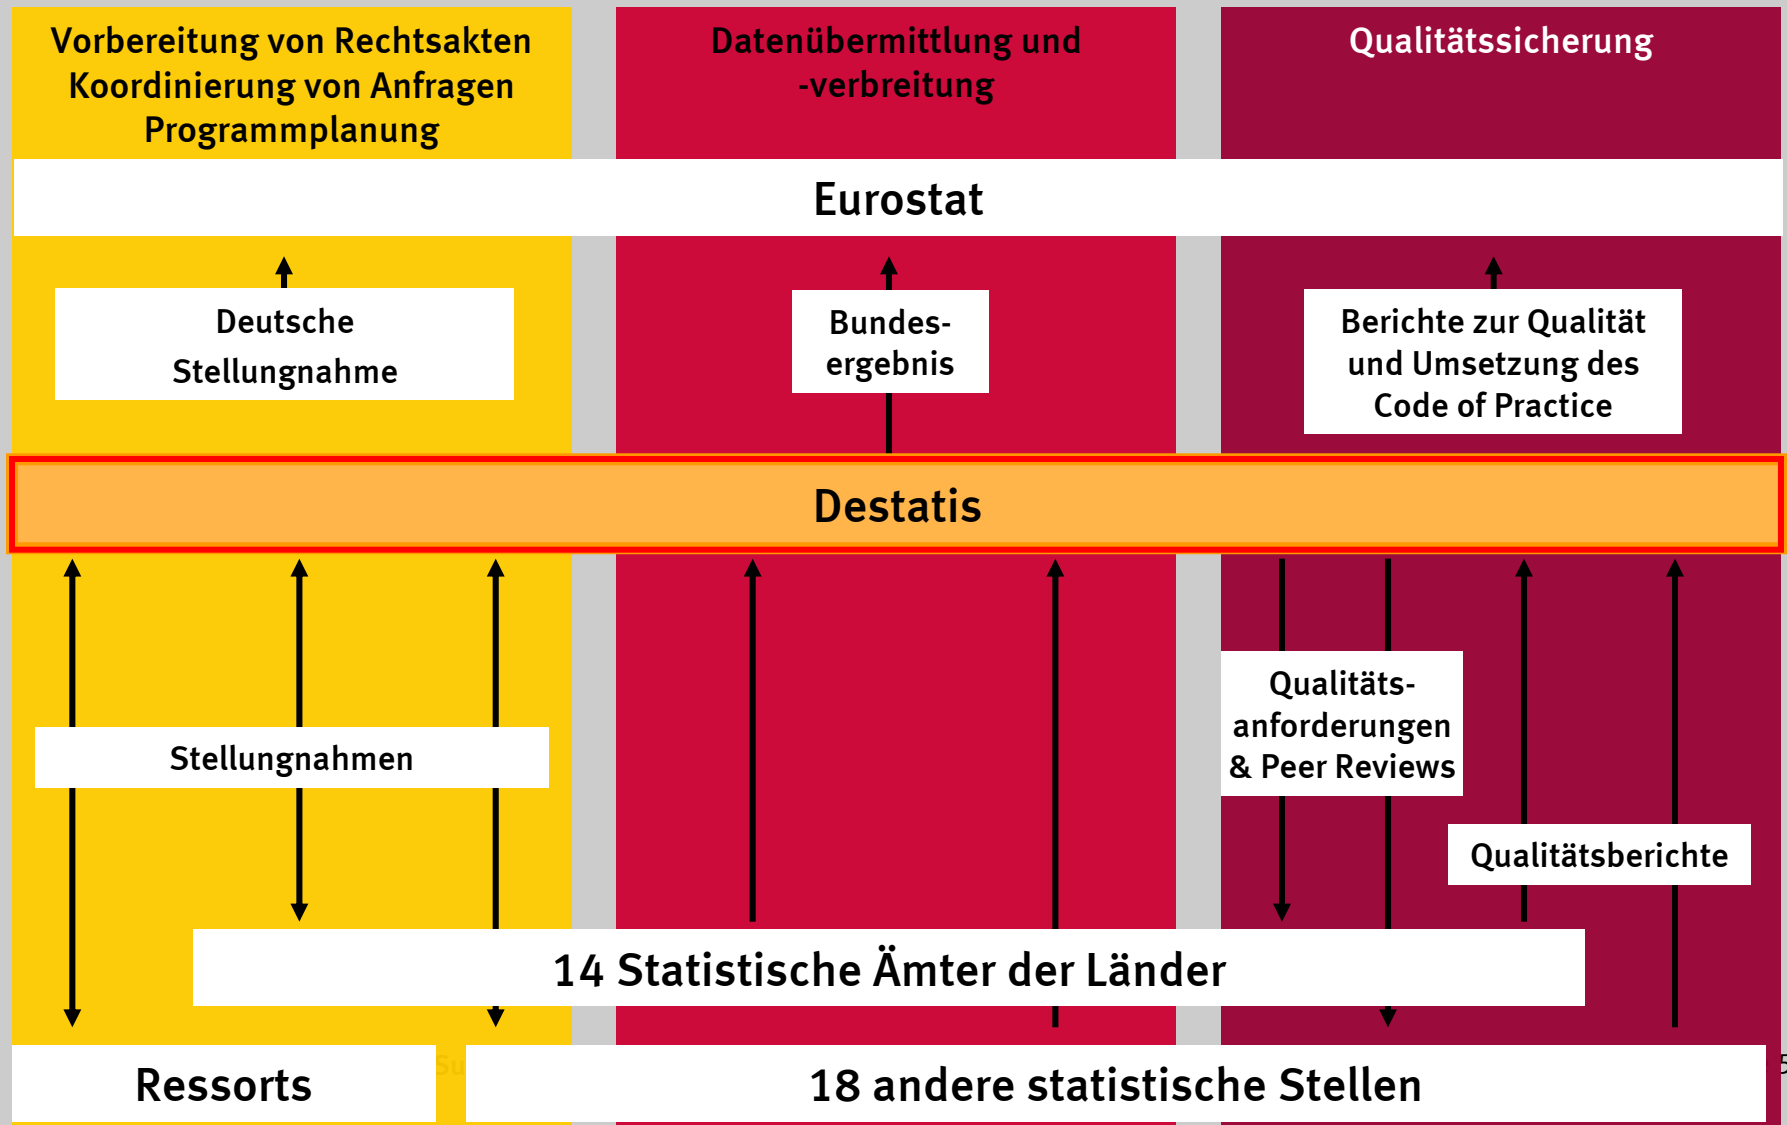 Vorbereitung von Rechtsakten
Koordinierung von Anfragen
Programmplanung
Datenübermittlung und
-verbreitung
Qualitätssicherung
Eurostat
Deutsche
Stellungnahme
Bundes-
ergebnis
Berichte zur Qualität
und Umsetzung des
Code of Practice
Destatis
Stellungnahmen
Qualitäts-
anforderungen
& Peer Reviews
Qualitätsberichte
14 Statistische Ämter der Länder
Ressorts
18 andere statistische Stellen